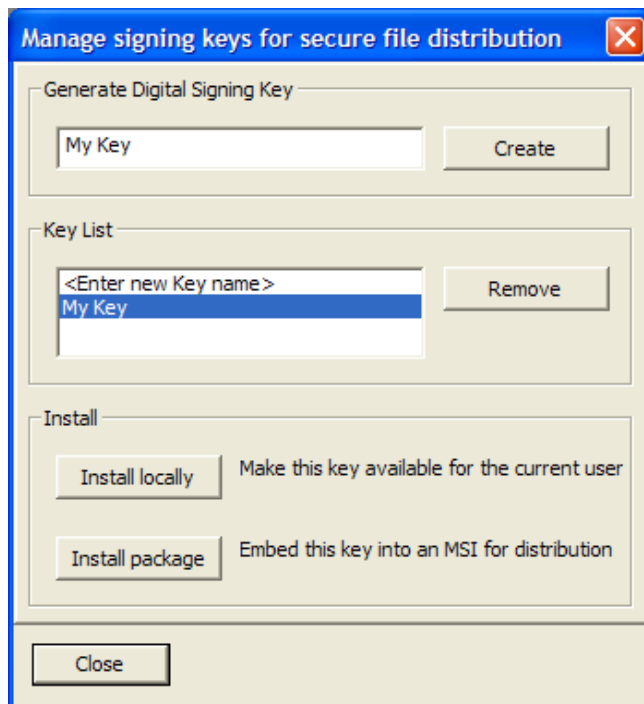 Manage signing keys for secure file distribution
Generate Digital Signing Key
My Key
Create
Key List
<Enter new Key name>
My Key
Remove
Install
Install locally
Make this key available for the current user
Install package
Embed this key into an MSI for distribution
Close